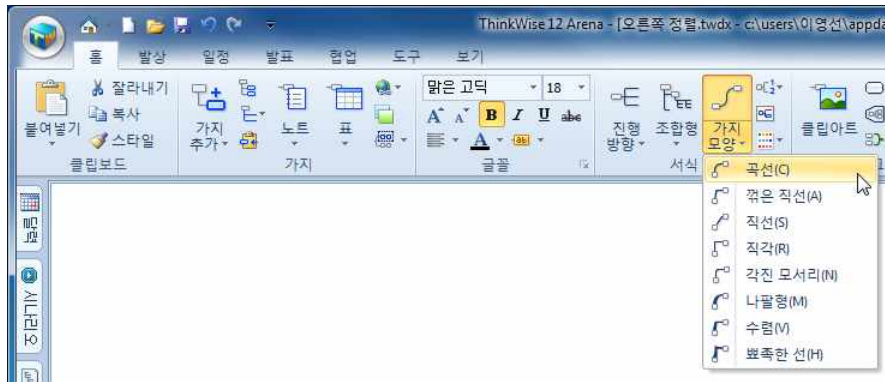 ThinkWise 12 Arena - [오른쪽 정렬.twdx - c:\users\이영선\appda
홈 발상 일정 발표 협업 도구 보기
잘라내기
복사
스타일
붙여넣기
클립보드
가지
추가
노트
표
가지
맑은 고딕 18
A A B I U abc
A ab
글꼴
진행
방향
조합형
가지
모양
서식
클립아트
곡선(C)
꺾은 직선(A)
직선(S)
직각(R)
각진 모서리(N)
나팔형(M)
수렴(V)
뾰족한 선(H)
달력
시나리오